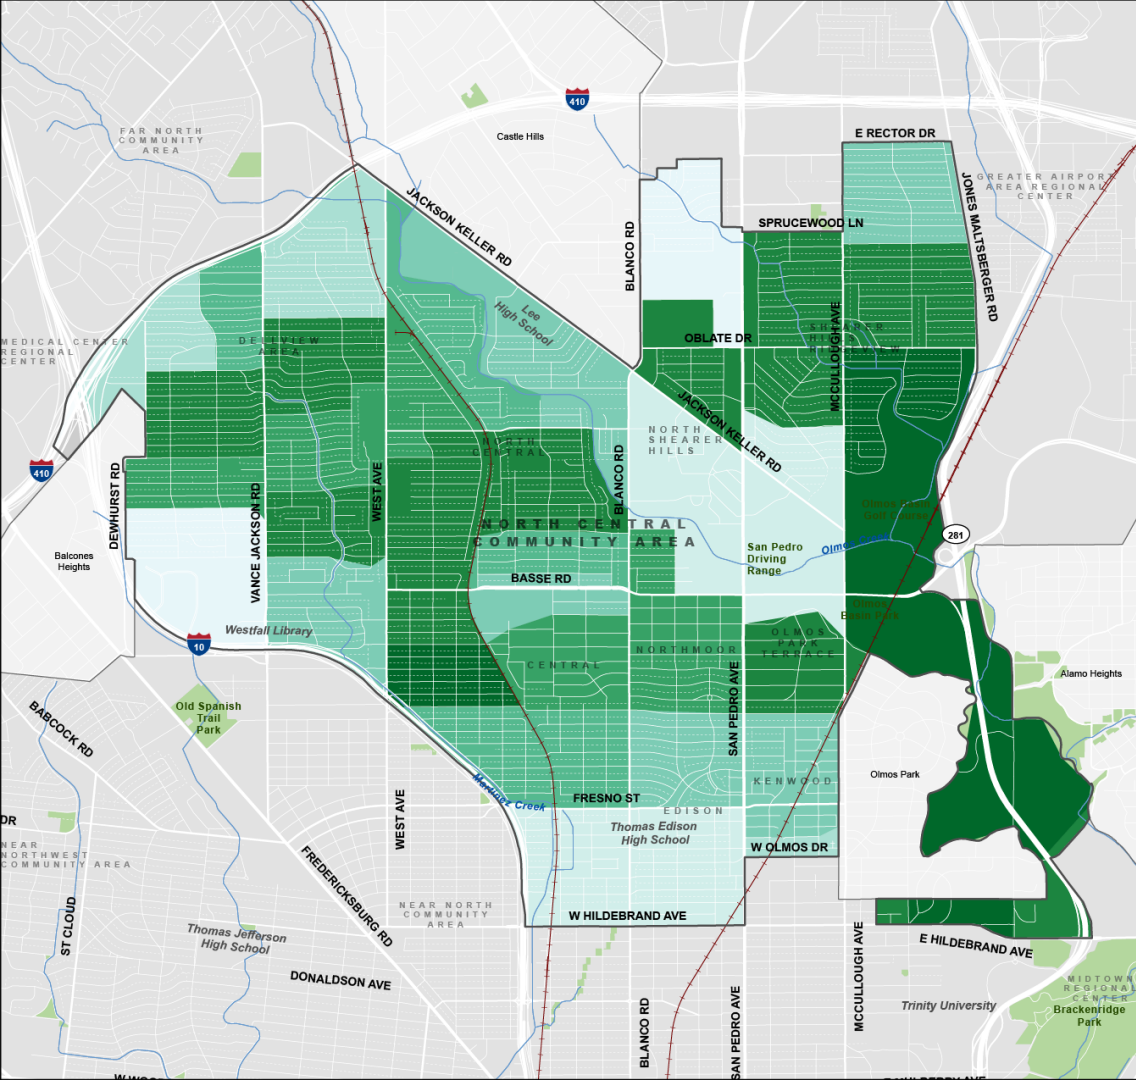 410
Castle Hills
FAR NORTH
COMMUNITY
AREA
E RECTOR DR
GREATER AIRPORT
AREA REGIONAL
CENTER
JACKSON KELLER RD
JONES MALTSBERGER RD
SPRUCEWOOD LN
BLANCO RD
Lee
High School
MEDICAL CENTER
REGIONAL
CENTER
DELLVIEW
AREA
SHEARER
HILLS
RIDGEVIEW
OBLATE DR
MCCULLOUGH AVE
JACKSON KELLER RD
NORTH
SHEARER
HILLS
NORTH
CENTRAL
410
DEWHURST RD
VANCE JACKSON RD
WEST AVE
BLANCO RD
NORTH CENTRAL
COMMUNITY AREA
Olmos Basin
Golf Course
281
Olmos Creek
San Pedro
Driving
Range
Balcones
Heights
BASSE RD
Olmos
Basin Park
Westfall Library
10
OLMOS
PARK
TERRACE
NORTHMOOR
CENTRAL
Alamo Heights
SAN PEDRO AVE
Old Spanish
Trail
Park
BABCOCK RD
Martinez Creek
KENWOOD
Olmos Park
FRESNO ST
EDISON
Thomas Edison
High School
WEST AVE
W OLMOS DR
DR
NEAR
NORTHWEST
COMMUNITY AREA
FREDERICKSBURG RD
NEAR NORTH
COMMUNITY
AREA
W HILDEBRAND AVE
ST CLOUD
Thomas Jefferson
High School
E HILDEBRAND AVE
MCCULLOUGH AVE
DONALDSON AVE
MIDTOWN
REGIONAL
CENTER
Brackenridge
Park
Trinity University
BLANCO RD
SAN PEDRO AVE